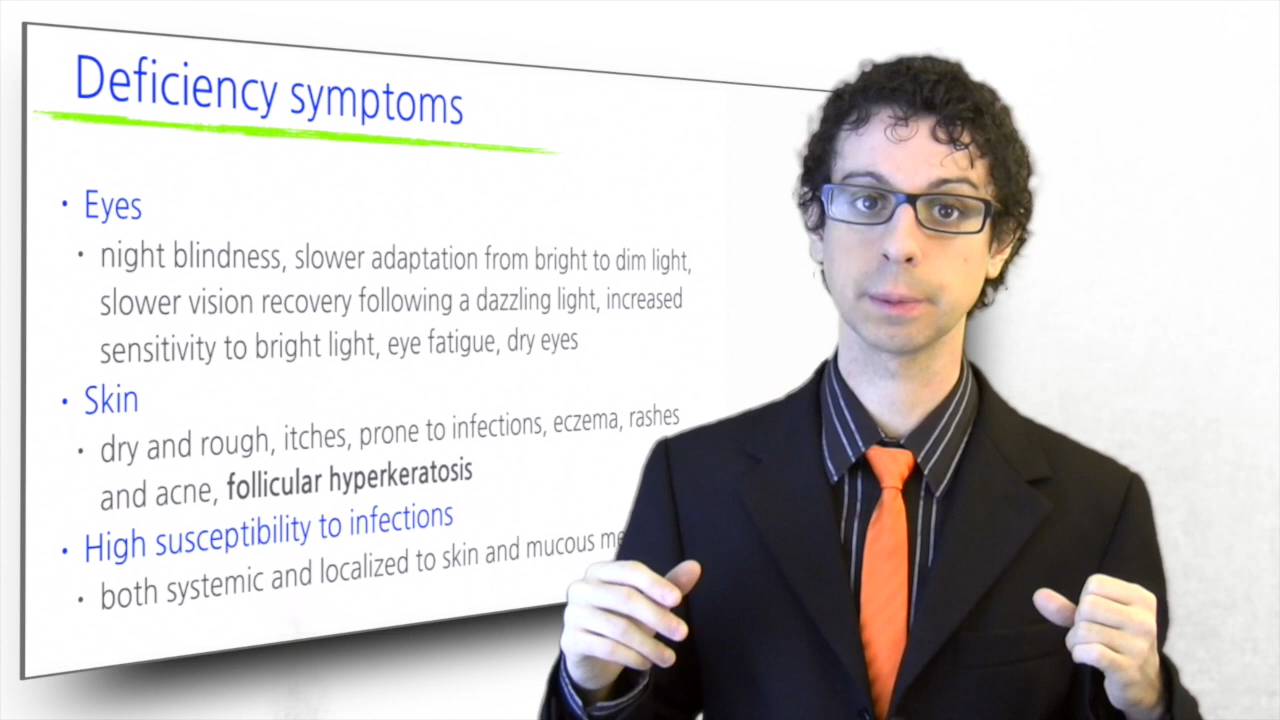 Deficiency symptoms
• Eyes
• night blindness, slower adaptation from bright to dim light,
slower vision recovery following a dazzling light, increased
sensitivity to bright light, eye fatigue, dry eyes
• Skin
• dry and rough, itches, prone to infections, eczema, rashes
and acne, follicular hyperkeratosis
• High susceptibility to infections
• both systemic and localized to skin and mucous